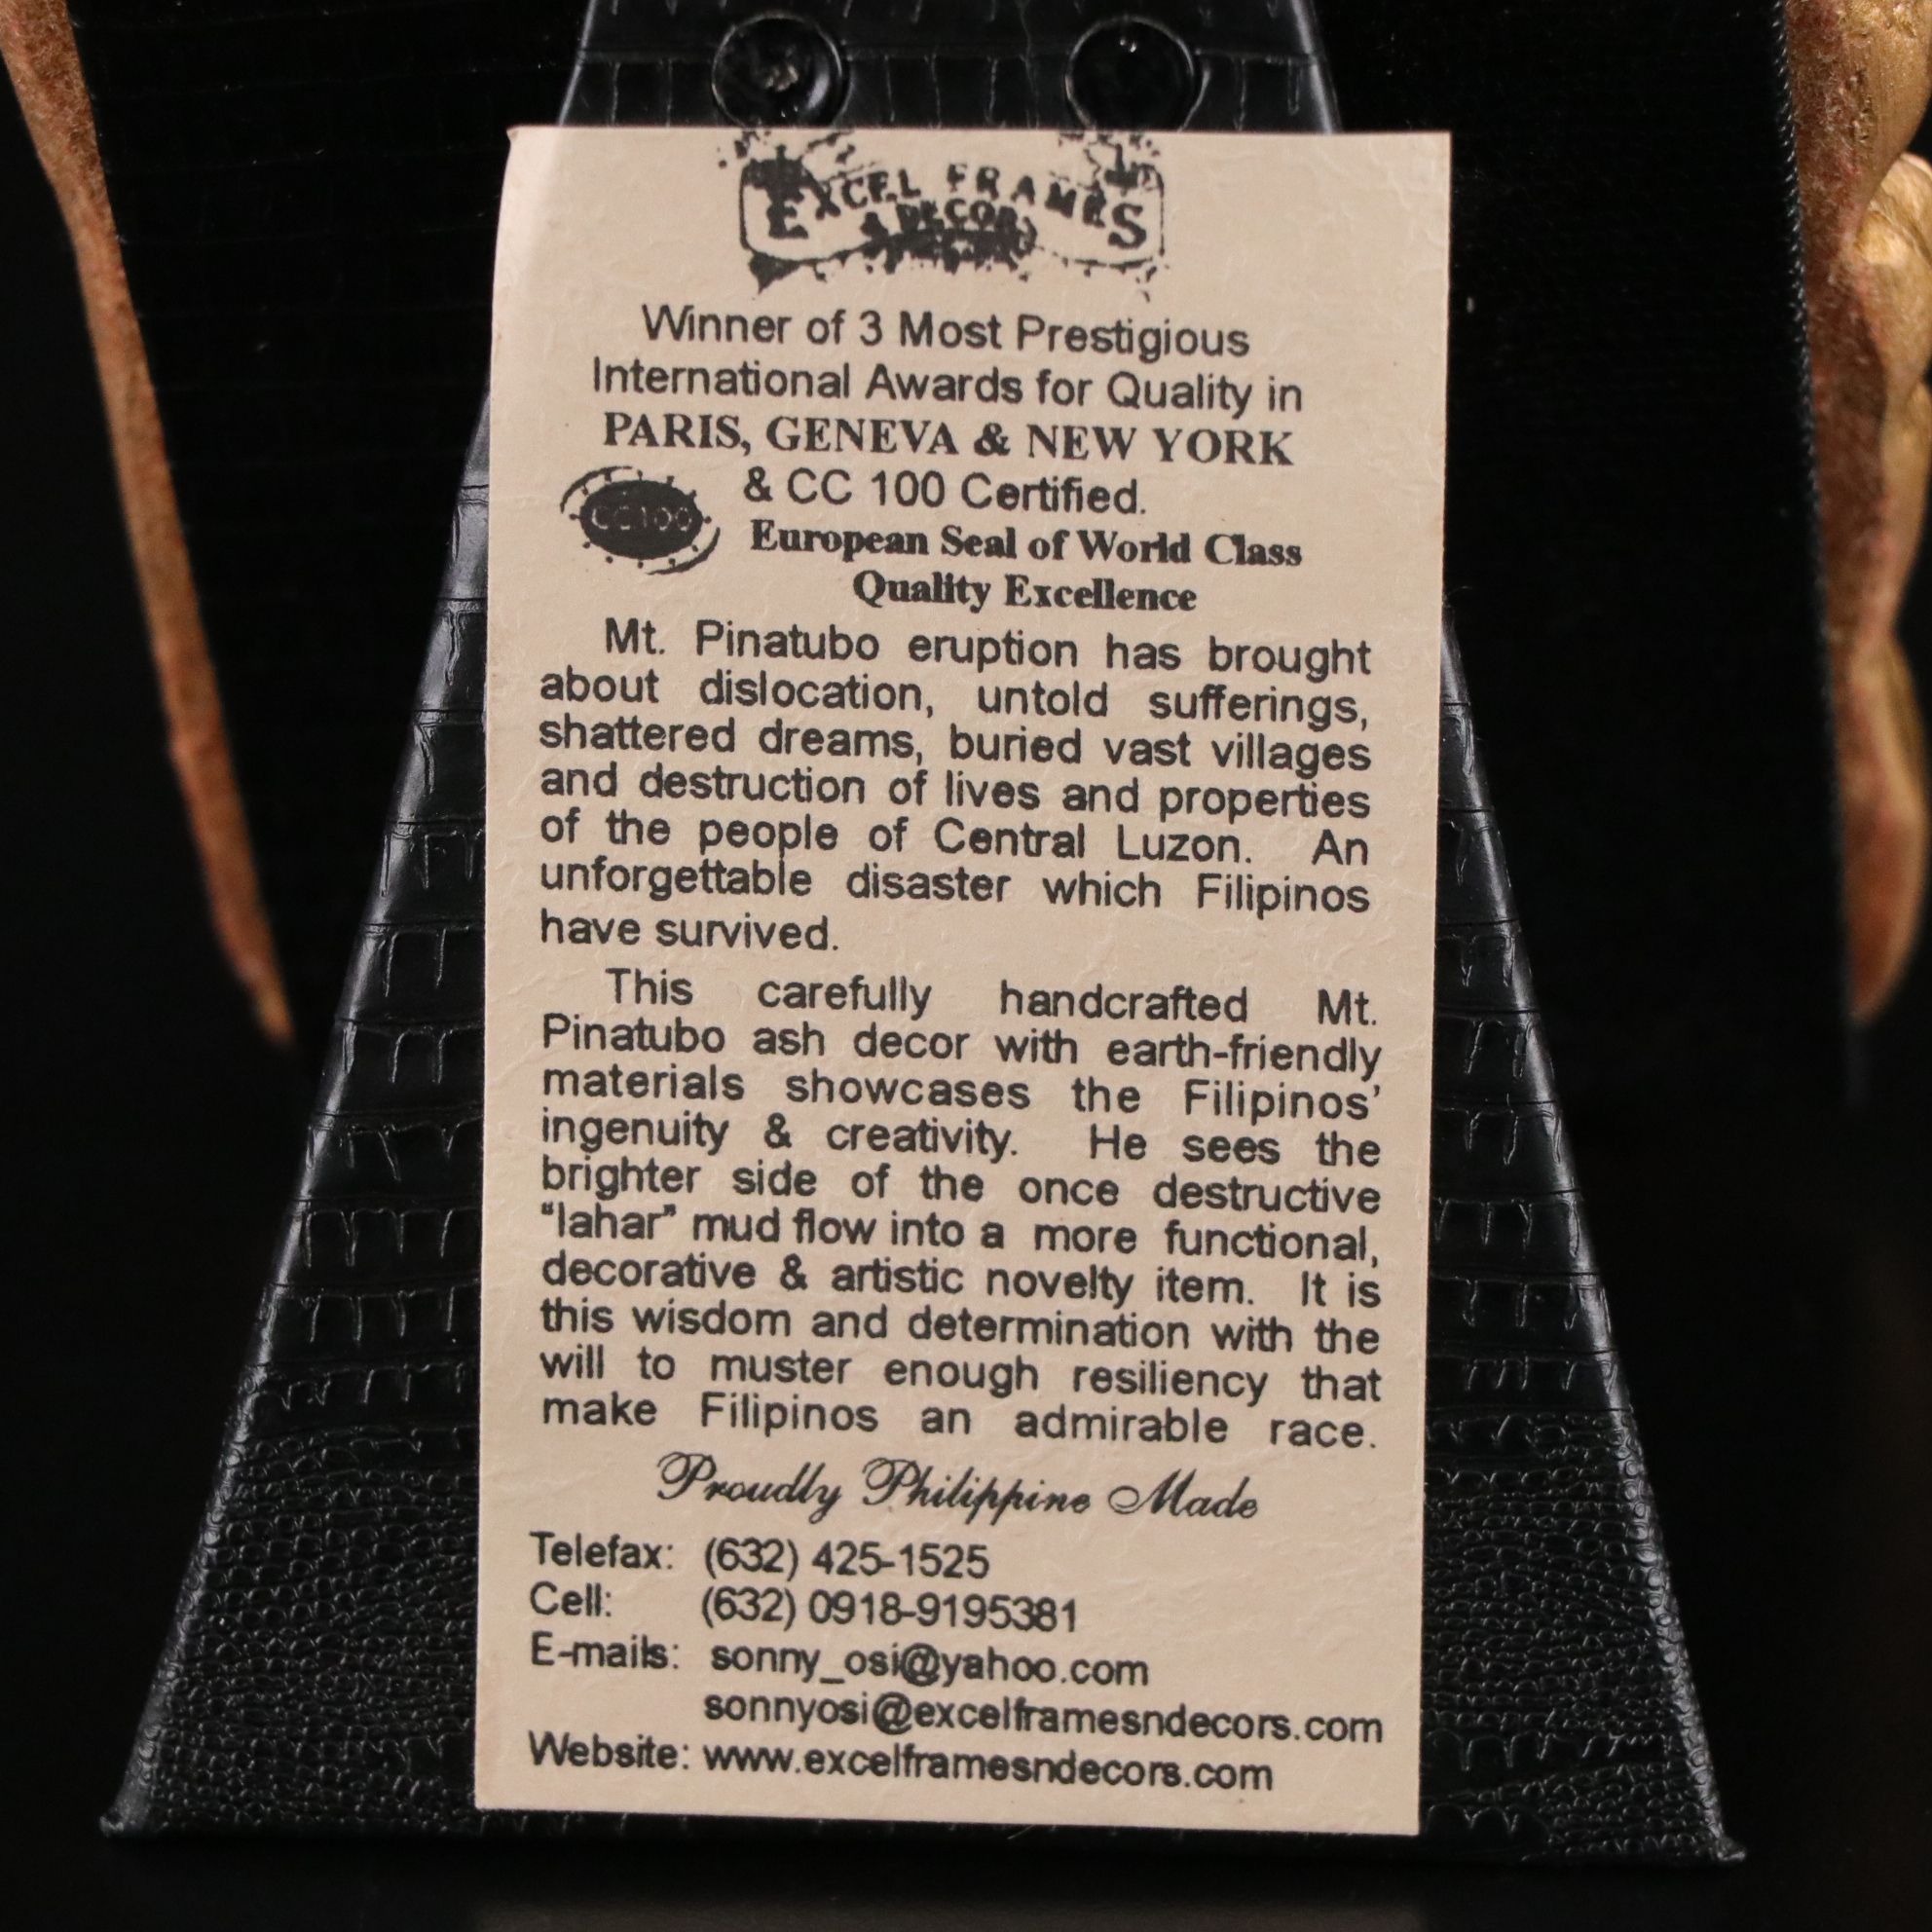 EXCEL FRAMES
& DECOR
Winner of 3 Most Prestigious
International Awards for Quality in
PARIS, GENEVA & NEW YORK
& CC 100 Certified.
CC100
European Seal of World Class
Quality Excellence
Mt. Pinatubo eruption has brought
about dislocation, untold sufferings,
shattered dreams, buried vast villages
and destruction of lives and properties
of the people of Central Luzon. An
unforgettable disaster which Filipinos
have survived.
This carefully handcrafted Mt.
Pinatubo ash decor with earth-friendly
materials showcases the Filipinos'
ingenuity & creativity. He sees the
brighter side of the once destructive
"lahar" mud flow into a more functional,
decorative & artistic novelty item. It is
this wisdom and determination with the
will to muster enough resiliency that
make Filipinos an admirable race.
Proudly Philippine Made
Telefax: (632) 425-1525
Cell: (632) 0918-9195381
E-mails: sonny_osi@yahoo.com
sonnyosi@excelframesndecors.com
Website: www.excelframesndecors.com